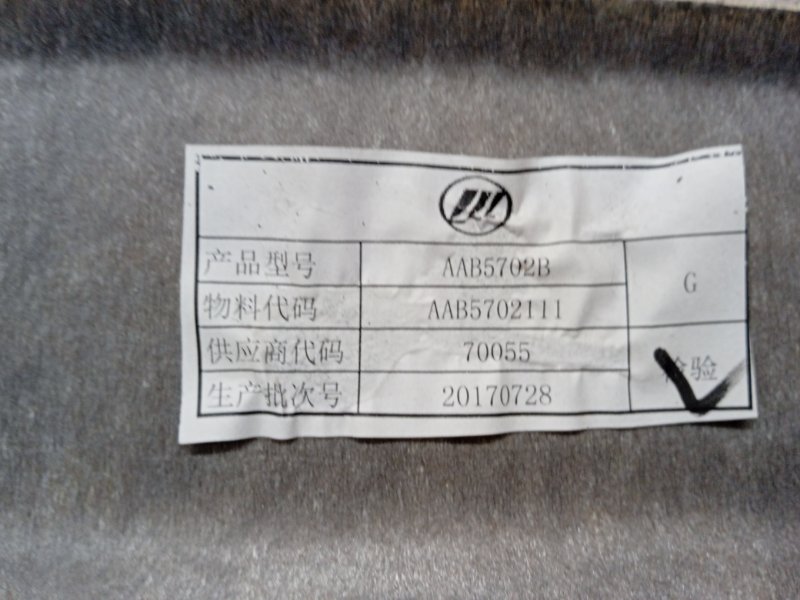 产品型号 AAB5702B
G
物料代码 AAB5702111
供应商代码 70055
检验
生产批次号 20170728